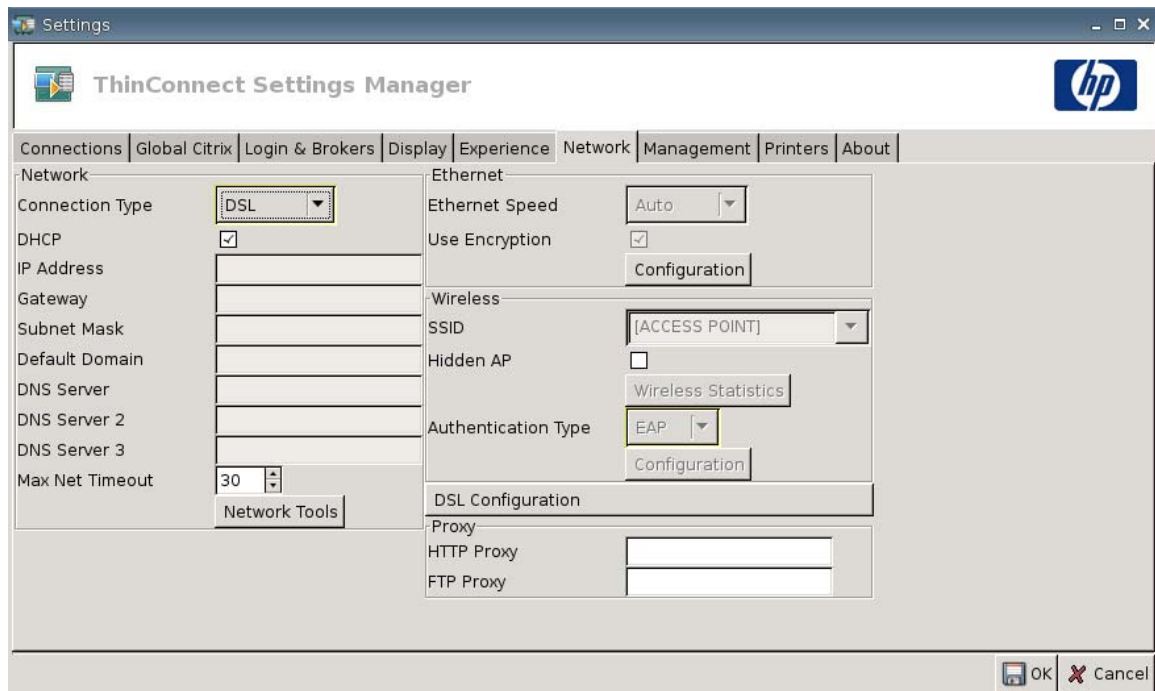 Settings
ThinConnect Settings Manager
hp
Connections Global Citrix Login & Brokers Display Experience Network Management Printers About
Network
Connection Type DSL
DHCP
IP Address
Gateway
Subnet Mask
Default Domain
DNS Server
DNS Server 2
DNS Server 3
Max Net Timeout 30
Network Tools
Ethernet
Ethernet Speed Auto
Use Encryption
Configuration
Wireless
SSID [ACCESS POINT]
Hidden AP
Wireless Statistics
Authentication Type EAP
Configuration
DSL Configuration
Proxy
HTTP Proxy
FTP Proxy
OK Cancel